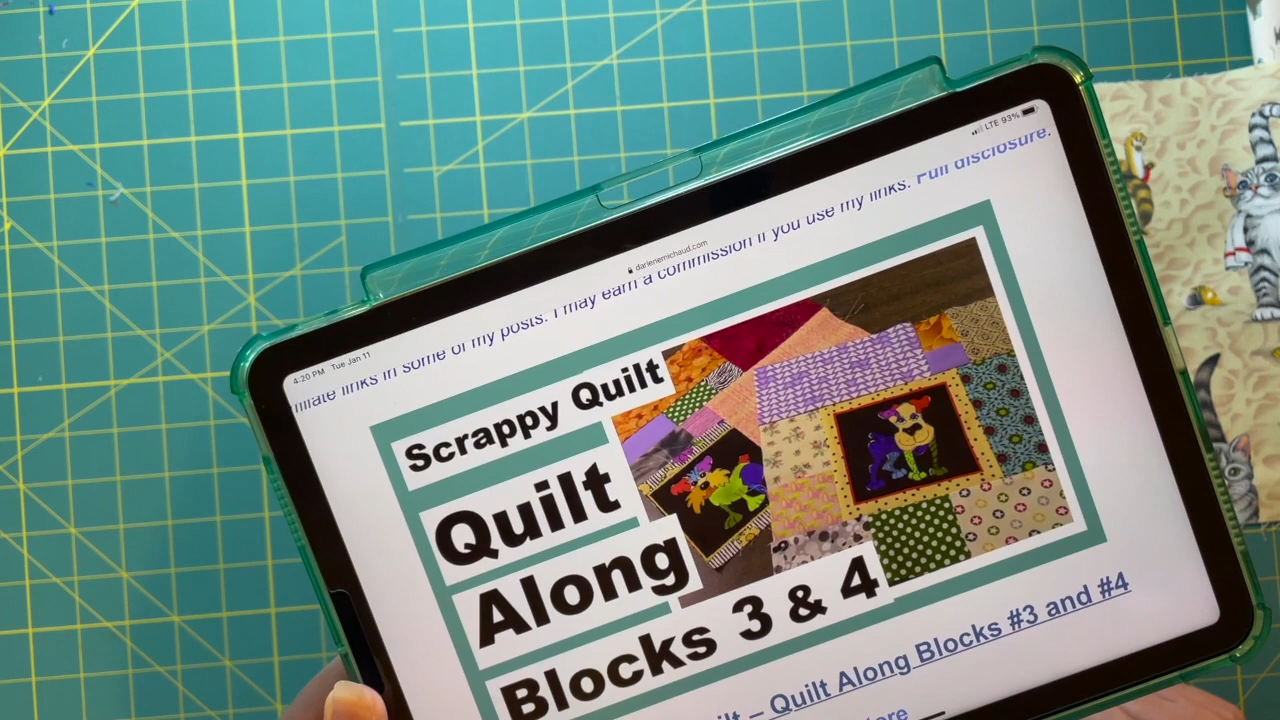 4:20 PM Tue Jan 11
LTE 93%
darlenemichaud.com
links in some of my posts. I may earn a commission if you use my links. Full disclosure.
Scrappy Quilt
Quilt
Along
Blocks 3 & 4
– Quilt Along Blocks #3 and #4